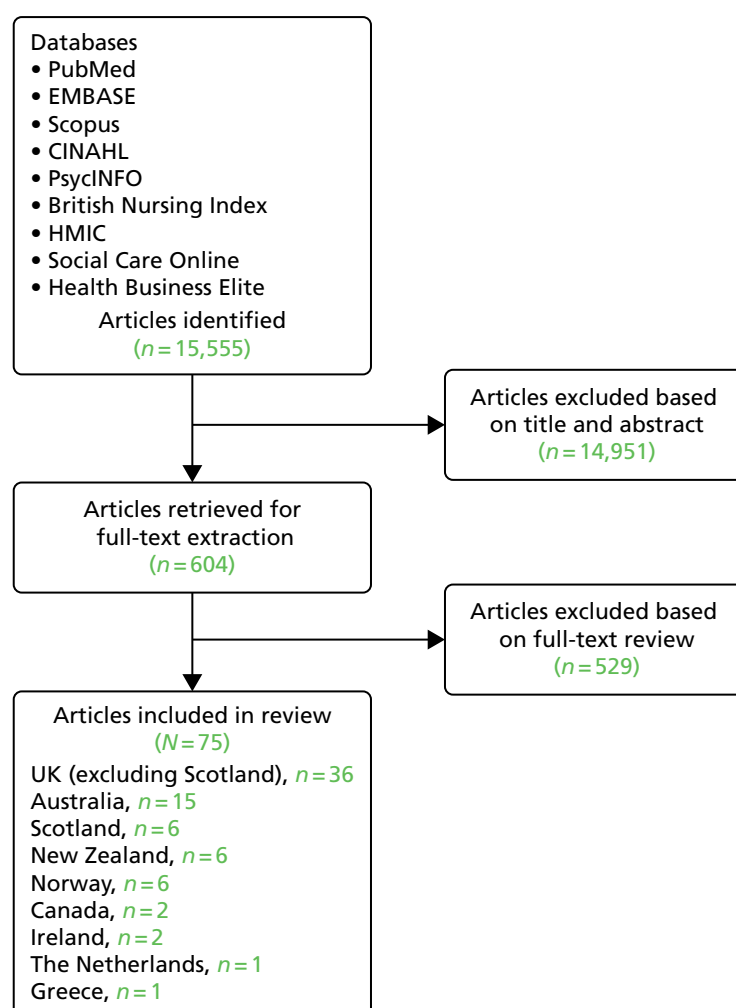 Databases
• PubMed
• EMBASE
• Scopus
• CINAHL
• PsycINFO
• British Nursing Index
• HMIC
• Social Care Online
• Health Business Elite
Articles identified
(n = 15,555)
Articles excluded based
on title and abstract
(n = 14,951)
Articles retrieved for
full-text extraction
(n = 604)
Articles excluded based
on full-text review
(n = 529)
Articles included in review
(N = 75)
UK (excluding Scotland), n = 36
Australia, n = 15
Scotland, n = 6
New Zealand, n = 6
Norway, n = 6
Canada, n = 2
Ireland, n = 2
The Netherlands, n = 1
Greece, n = 1